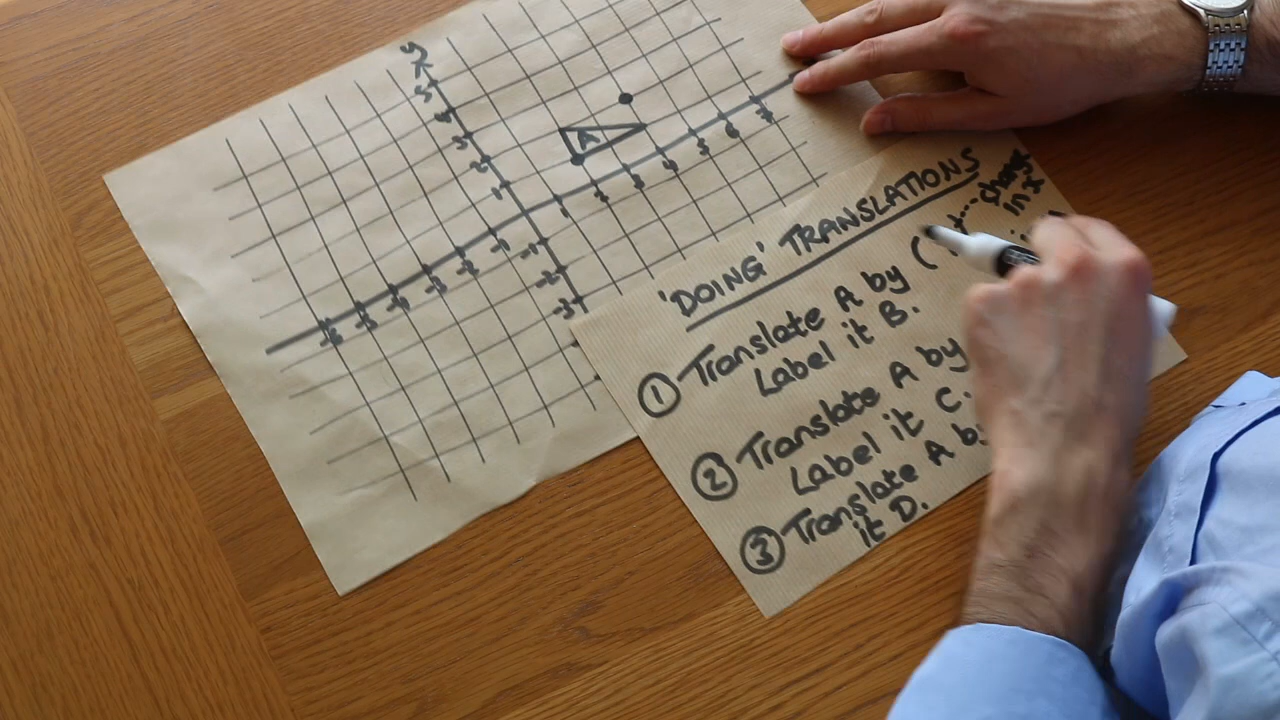 y
5
4
3
2
1
-6 -5 -4 -3 -2 -1 1 2 3 4 5 6 7
-1
-2
-3
A
'DOING' TRANSLATIONS
① Translate A by (
change
in x
Label it B.
② Translate A by
Label it C.
③ Translate A by
it D.